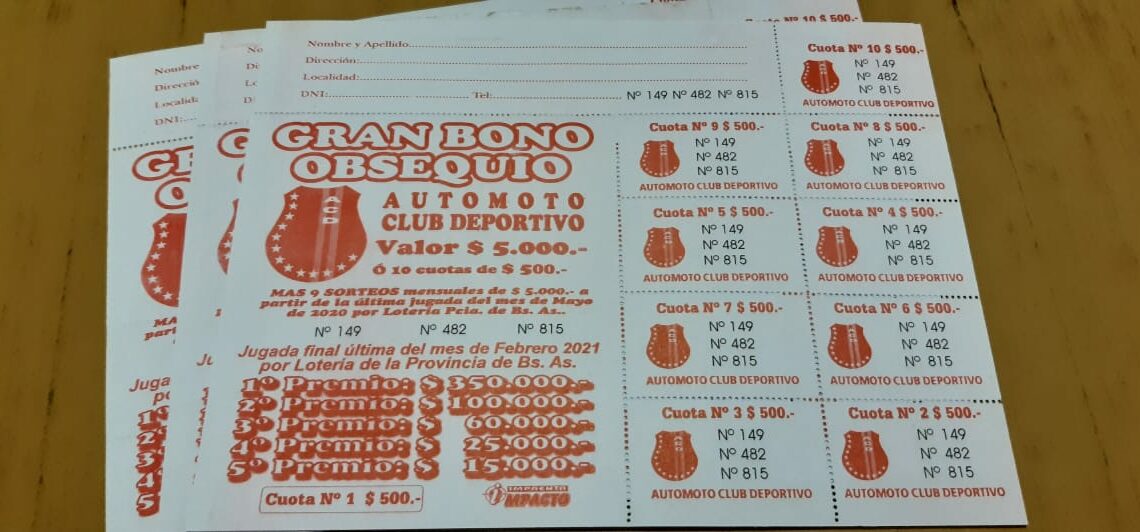 Nombre y Apellido
Dirección:
Localidad:
DNI: Tel: Nº 149 Nº 482 Nº 815
GRAN BONO
OBSEQUIO
ACD
AUTOMOTO
CLUB DEPORTIVO
Valor $ 5.000.-
Ó 10 cuotas de $ 500.-
MAS 9 SORTEOS mensuales de $ 5.000.- a
partir de la última jugada del mes de Mayo
de 2020 por Lotería Pcia. de Bs. As..
Nº 149 Nº 482 Nº 815
Jugada final última del mes de Febrero 2021
por Lotería de la Provincia de Bs. As.
1º Premio: $ 350.000.-
2º Premio: $ 100.000.-
3º Premio: $ 60.000.-
4º Premio: $ 25.000.-
5º Premio: $ 15.000.-
Cuota Nº 1 $ 500.-
IMPRENTA
IMPACTO
Cuota Nº 10 $ 500.-
Cuota Nº 10 $ 500.-
Nº 149
Nº 482
Nº 815
AUTOMOTO CLUB DEPORTIVO
Cuota Nº 9 $ 500.-
Nº 149
Nº 482
Nº 815
AUTOMOTO CLUB DEPORTIVO
Cuota Nº 8 $ 500.-
Nº 149
Nº 482
Nº 815
AUTOMOTO CLUB DEPORTIVO
Cuota Nº 5 $ 500.-
Nº 149
Nº 482
Nº 815
AUTOMOTO CLUB DEPORTIVO
Cuota Nº 4 $ 500.-
Nº 149
Nº 482
Nº 815
AUTOMOTO CLUB DEPORTIVO
Cuota Nº 7 $ 500.-
Nº 149
Nº 482
Nº 815
AUTOMOTO CLUB DEPORTIVO
Cuota Nº 6 $ 500.-
Nº 149
Nº 482
Nº 815
AUTOMOTO CLUB DEPORTIVO
Cuota Nº 3 $ 500.-
Nº 149
Nº 482
Nº 815
AUTOMOTO CLUB DEPORTIVO
Cuota Nº 2 $ 500.-
Nº 149
Nº 482
Nº 815
AUTOMOTO CLUB DEPORTIVO
Nombre
DNI: